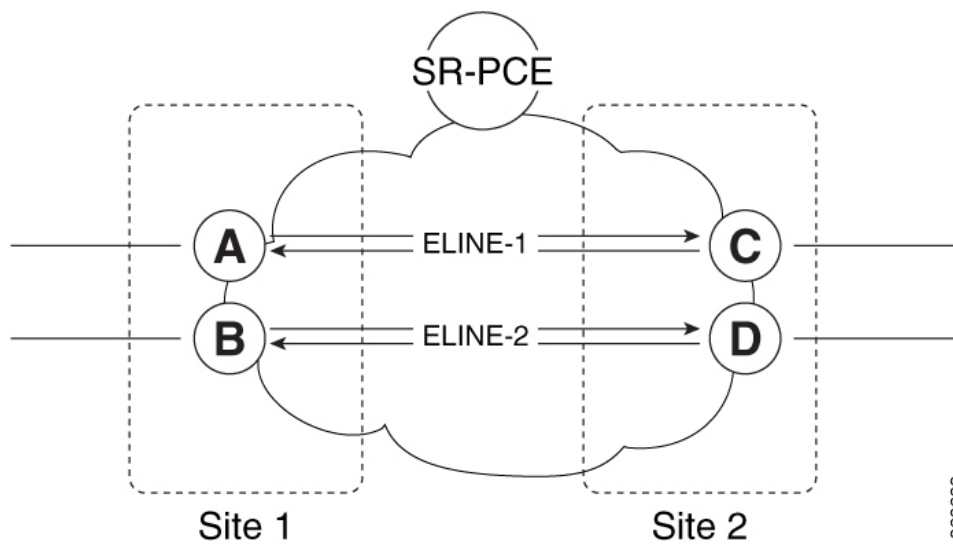 SR-PCE
A
ELINE-1
C
B
ELINE-2
D
Site 1
Site 2